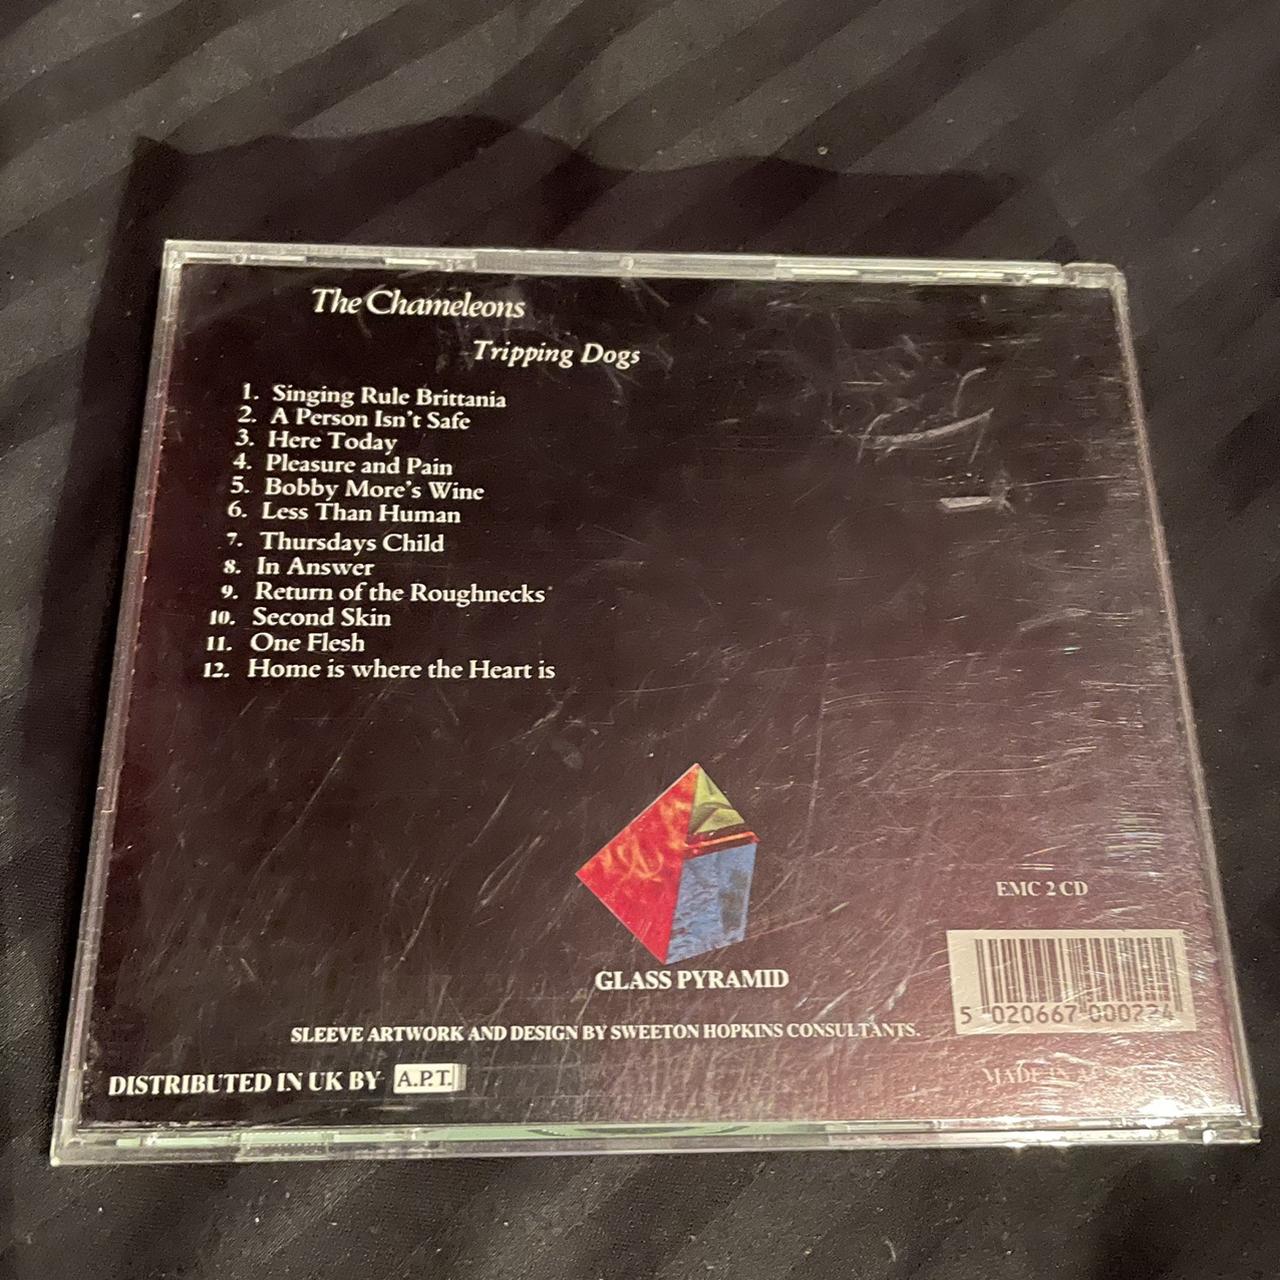 The Chameleons
Tripping Dogs
1. Singing Rule Brittania
2. A Person Isn't Safe
3. Here Today
4. Pleasure and Pain
5. Bobby More's Wine
6. Less Than Human
7. Thursdays Child
8. In Answer
9. Return of the Roughnecks
10. Second Skin
11. One Flesh
12. Home is where the Heart is
EMC 2 CD
GLASS PYRAMID
5 020667 000224
SLEEVE ARTWORK AND DESIGN BY SWEETON HOPKINS CONSULTANTS.
MADE IN
DISTRIBUTED IN UK BY A.P.T.